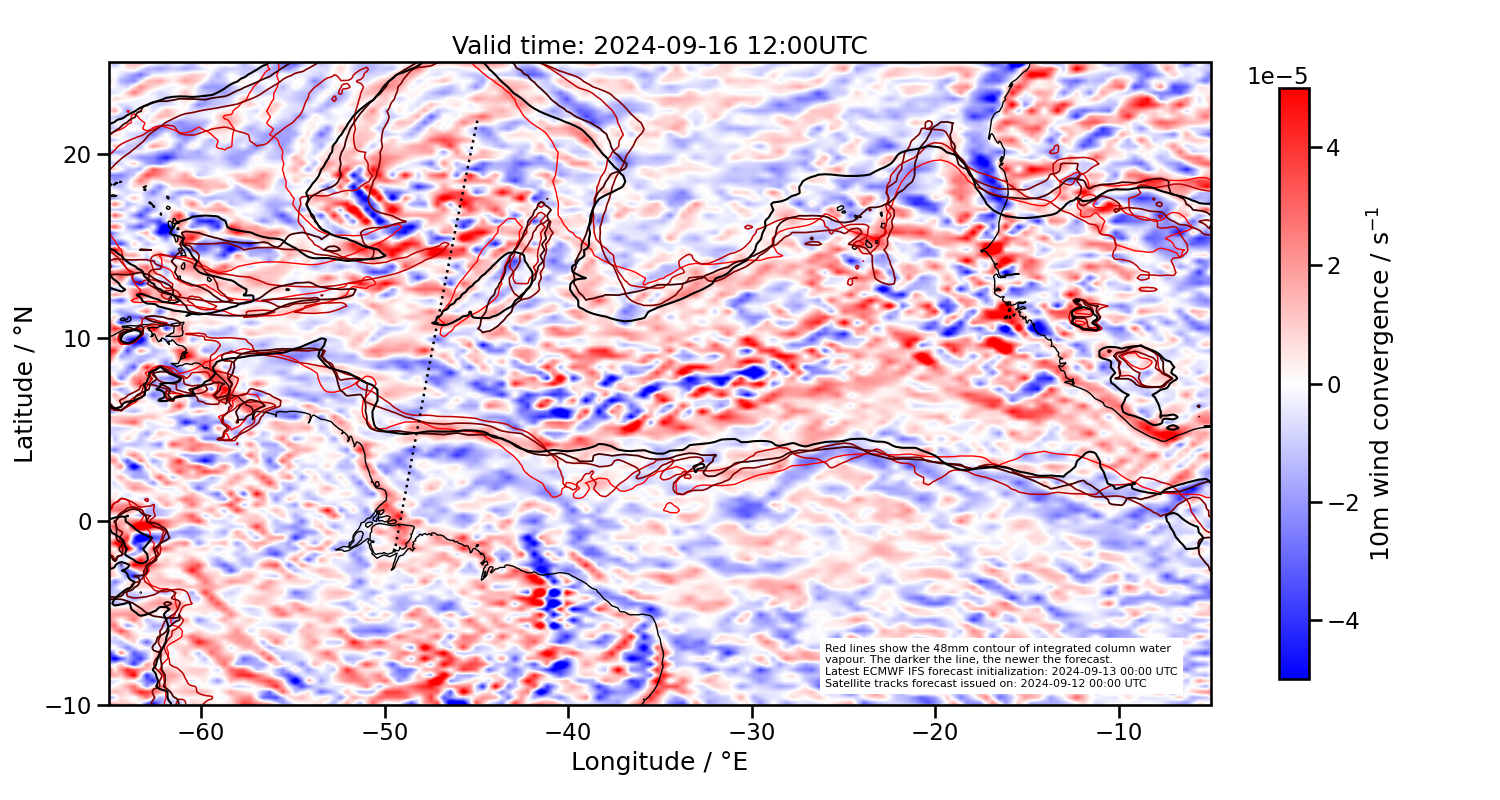 Valid time: 2024-09-16 12:00UTC
1e−5
20
10
0
−10
−60
−50
−40
−30
−20
−10
Longitude / °E
Latitude / °N
4
2
0
−2
−4
10m wind convergence / s⁻¹
Red lines show the 48mm contour of integrated column water
vapour. The darker the line, the newer the forecast.
Latest ECMWF IFS forecast initialization: 2024-09-13 00:00 UTC
Satellite tracks forecast issued on: 2024-09-12 00:00 UTC